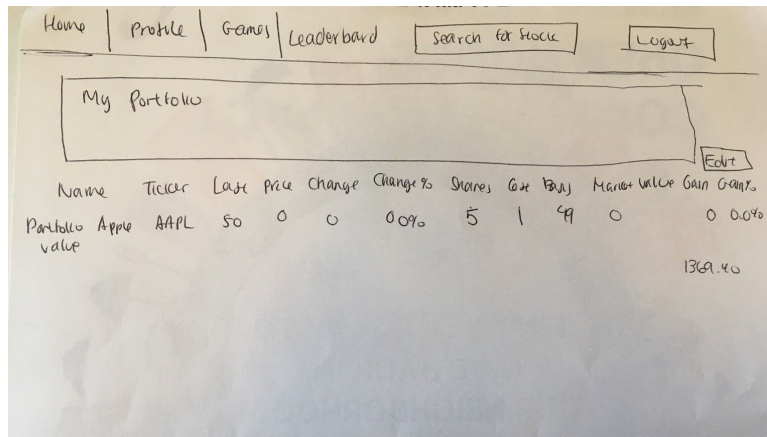 Home Profile Games Leaderbard Search for Stock Logout
My Portfolio
Edit
Name Ticker Last Price Change Change % Shares Cost Basis Market Value Gain Gain%
Portfolio Apple AAPL 50 0 0 0.0% 5 1 49 0 0 0.0%
value
1369.40